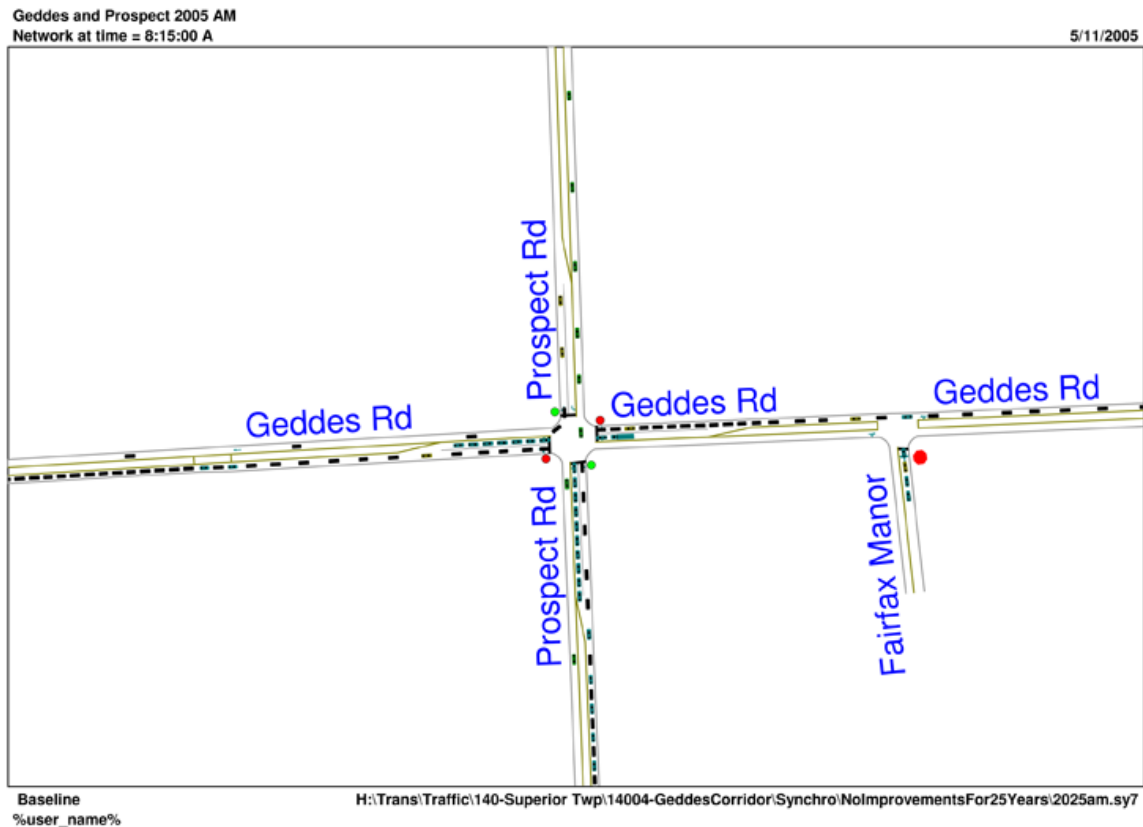 Geddes and Prospect 2005 AM
Network at time = 8:15:00 A
5/11/2005
Prospect Rd
Geddes Rd
Geddes Rd
Geddes Rd
Prospect Rd
Fairfax Manor
Baseline
H:\Trans\Traffic\140-Superior Twp\14004-GeddesCorridor\Synchro\NoImprovementsFor25Years\2025am.sy7
%user_name%